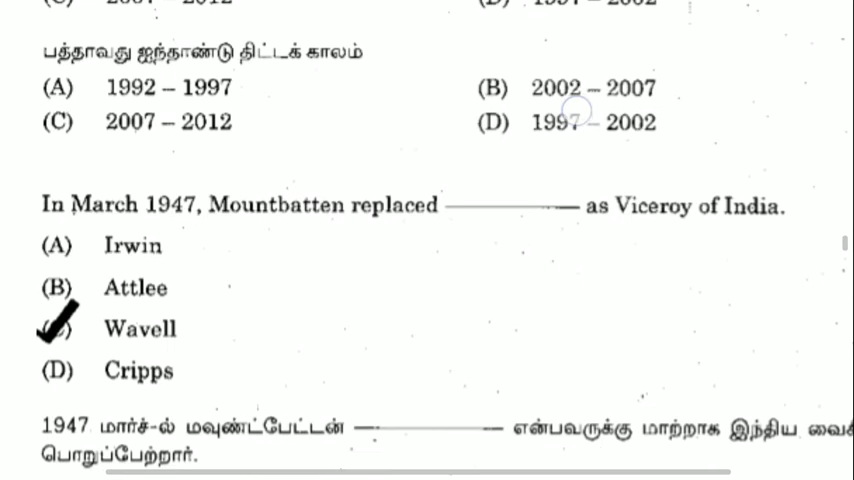 பத்தாவது ஐந்தாண்டு திட்டக் காலம்
(A) 1992 – 1997 (B) 2002 – 2007
(C) 2007 – 2012 (D) 1997 – 2002
In March 1947, Mountbatten replaced ———— as Viceroy of India.
(A) Irwin
(B) Attlee
Wavell
(D) Cripps
1947 மார்ச்-ல் மவுண்ட்பேட்டன் ———— என்பவருக்கு மாற்றாக இந்திய
பொறுப்பேற்றார்.